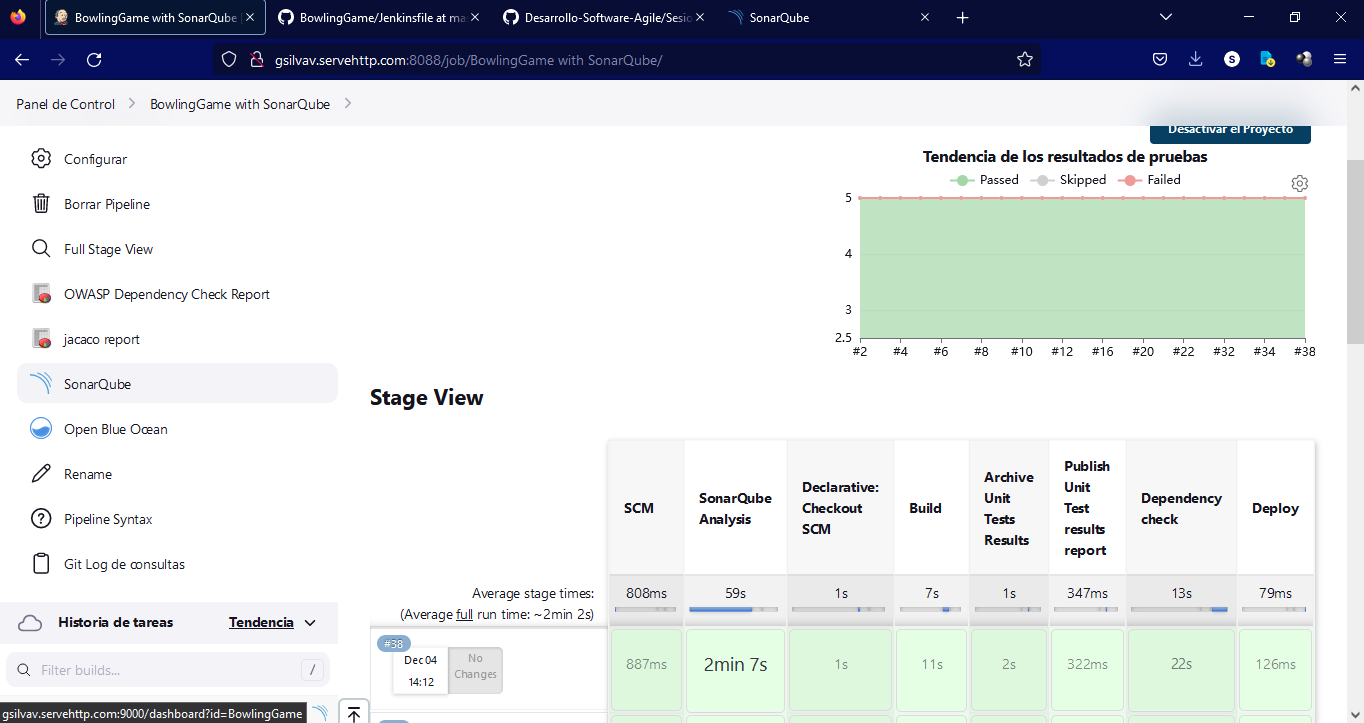 BowlingGame with SonarQube
BowlingGame/Jenkinsfile at ma
Desarrollo-Software-Agile/Sesio
SonarQube
gsilvav.servehttp.com:8088/job/BowlingGame with SonarQube/
S
Panel de Control
BowlingGame with SonarQube
Desactivar el Proyecto
Configurar
Borrar Pipeline
Full Stage View
OWASP Dependency Check Report
jacaco report
SonarQube
Open Blue Ocean
Rename
Pipeline Syntax
Git Log de consultas
Historia de tareas
Tendencia
Filter builds...
/
Tendencia de los resultados de pruebas
Passed Skipped Failed
5
4
3
2.5
#2 #4 #6 #8 #10 #12 #16 #20 #22 #32 #34 #38
Stage View
SCM
SonarQube
Analysis
Declarative:
Checkout
SCM
Build
Archive
Unit
Tests
Results
Publish
Unit
Test
results
report
Dependency
check
Deploy
Average stage times:
(Average full run time: ~2min 2s)
808ms 59s 1s 7s 1s 347ms 13s 79ms
#38
Dec 04
14:12
No
Changes
887ms 2min 7s 1s 11s 2s 322ms 22s 126ms
gsilvav.servehttp.com:9000/dashboard?id=BowlingGame